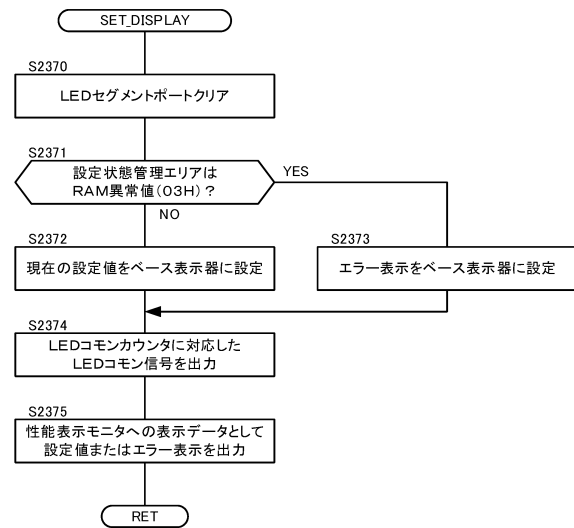 SET_DISPLAY
S2370
LEDセグメントポートクリア
S2371
設定状態管理エリアは
RAM異常値(03H)?
YES
NO
S2372
現在の設定値をベース表示器に設定
S2373
エラー表示をベース表示器に設定
S2374
LEDコモンカウンタに対応した
LEDコモン信号を出力
S2375
性能表示モニタへの表示データとして
設定値またはエラー表示を出力
RET